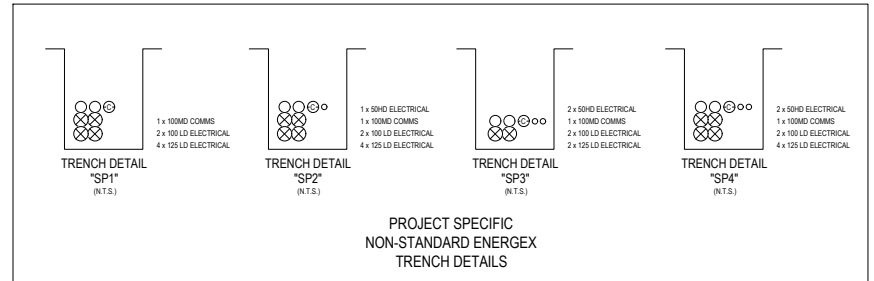 C
1 x 100MD COMMS
2 x 100 LD ELECTRICAL
4 x 125 LD ELECTRICAL
TRENCH DETAIL
"SP1"
(N.T.S.)
C
1 x 50HD ELECTRICAL
1 x 100MD COMMS
2 x 100 LD ELECTRICAL
4 x 125 LD ELECTRICAL
TRENCH DETAIL
"SP2"
(N.T.S.)
C
2 x 50HD ELECTRICAL
1 x 100MD COMMS
2 x 100 LD ELECTRICAL
2 x 125 LD ELECTRICAL
TRENCH DETAIL
"SP3"
(N.T.S.)
C
2 x 50HD ELECTRICAL
1 x 100MD COMMS
2 x 100 LD ELECTRICAL
4 x 125 LD ELECTRICAL
TRENCH DETAIL
"SP4"
(N.T.S.)
PROJECT SPECIFIC
NON-STANDARD ENERGEX
TRENCH DETAILS